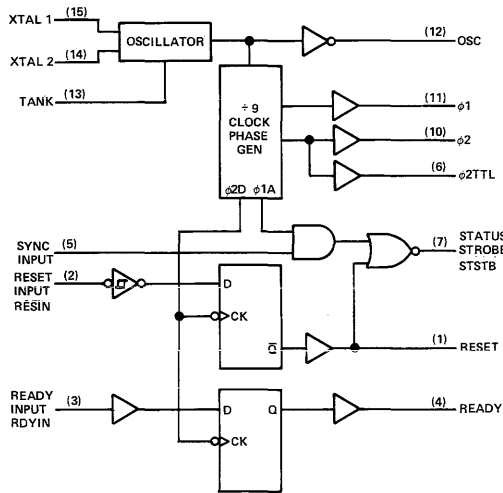 XTAL 1 (15)
XTAL 2 (14)
TANK (13)
OSCILLATOR
(12) OSC
÷ 9
CLOCK
PHASE
GEN
ϕ2D ϕ1A
(11) ϕ1
(10) ϕ2
(6) ϕ2TTL
SYNC (5)
INPUT
RESET (2)
INPUT
RESIN
D
CK
Q̅
(7) STATUS
STROBE
STSTB
(1) RESET
READY
INPUT (3)
RDYIN
D Q
CK
(4) READY